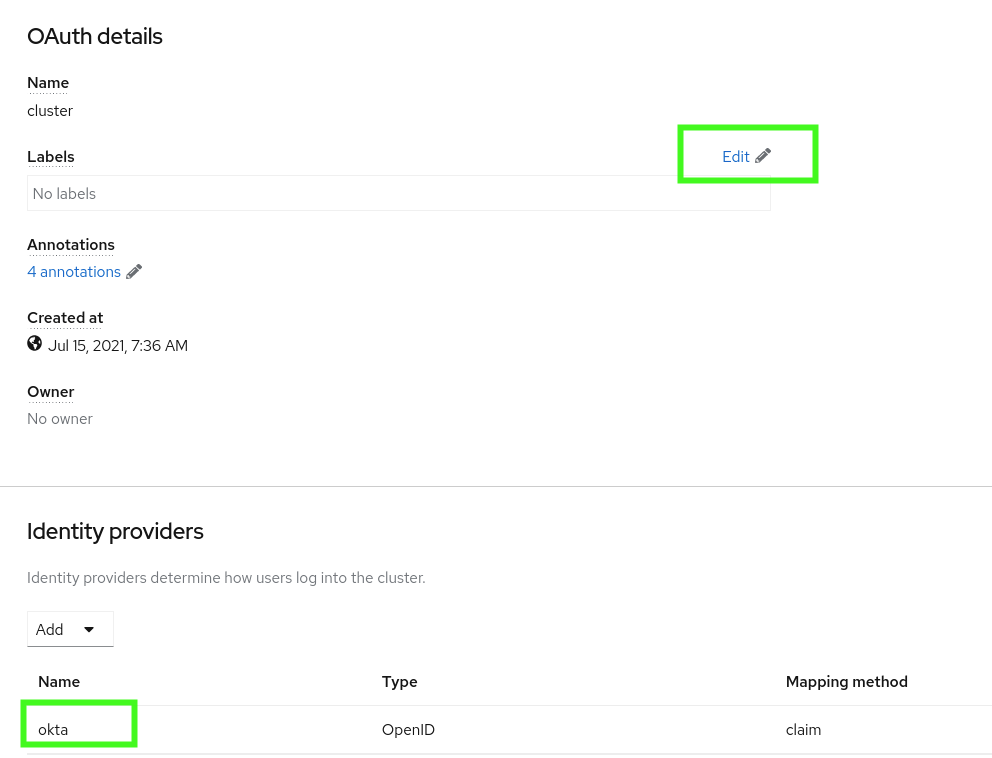 OAuth details
Name
cluster
Labels
Edit
No labels
Annotations
4 annotations
Created at
Jul 15, 2021, 7:36 AM
Owner
No owner
Identity providers
Identity providers determine how users log into the cluster.
Add
Name Type Mapping method
okta OpenID claim